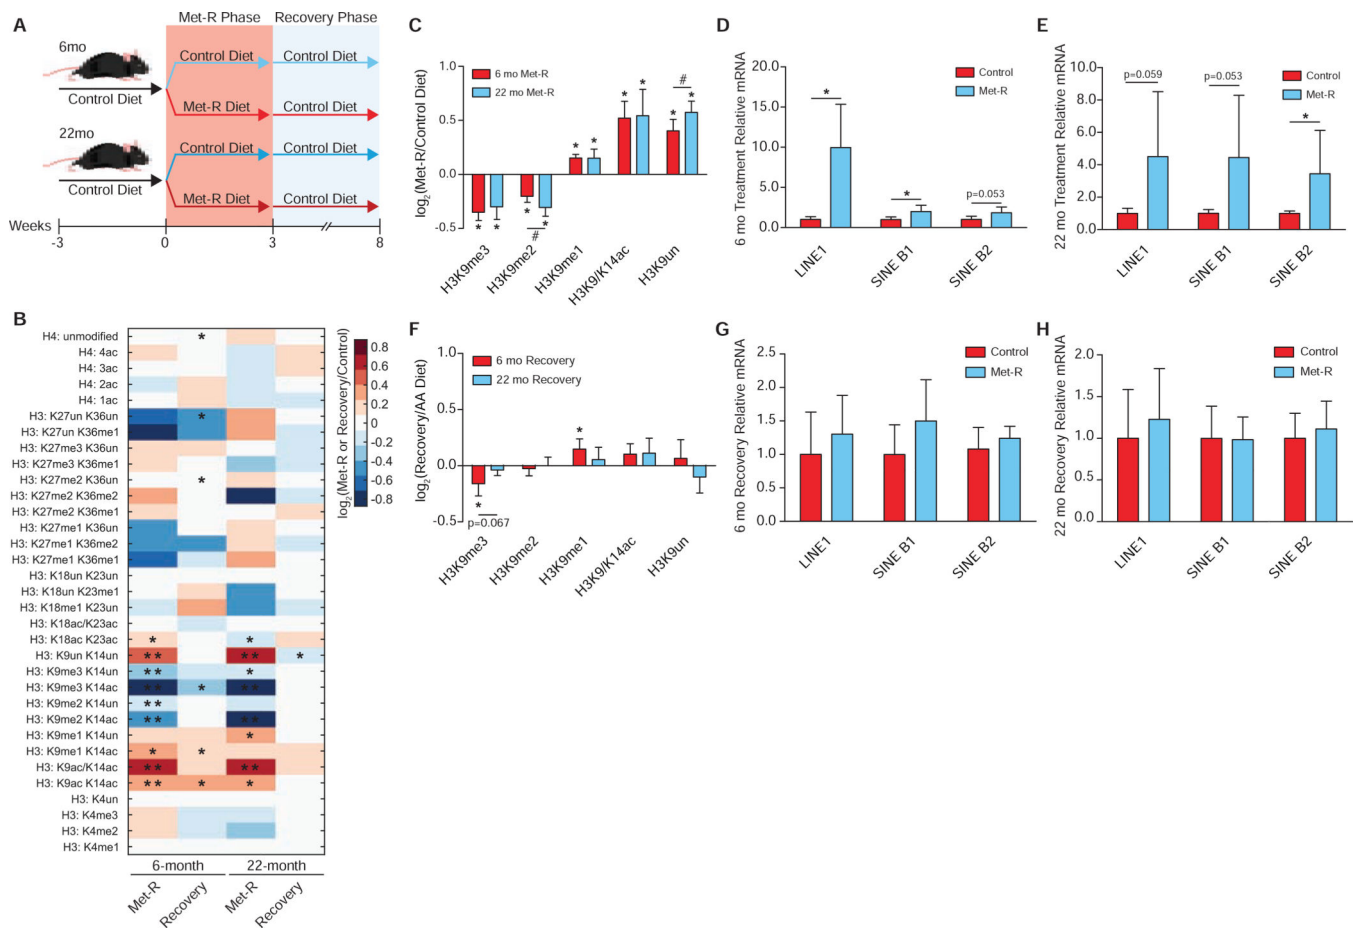 A
Met-R Phase
Recovery Phase
6mo
Control Diet
Control Diet
Control Diet
Met-R Diet
Control Diet
22mo
Control Diet
Control Diet
Control Diet
Met-R Diet
Control Diet
Weeks
-3
0
3
8
B
H4: unmodified
H4: 4ac
H4: 3ac
H4: 2ac
H4: 1ac
H3: K27un K36un
H3: K27un K36me1
H3: K27me3 K36un
H3: K27me3 K36me1
H3: K27me2 K36un
H3: K27me2 K36me2
H3: K27me2 K36me1
H3: K27me1 K36un
H3: K27me1 K36me2
H3: K27me1 K36me1
H3: K18un K23un
H3: K18un K23me1
H3: K18me1 K23un
H3: K18ac/K23ac
H3: K18ac K23ac
H3: K9un K14un
H3: K9me3 K14un
H3: K9me3 K14ac
H3: K9me2 K14un
H3: K9me2 K14ac
H3: K9me1 K14un
H3: K9me1 K14ac
H3: K9ac/K14ac
H3: K9ac K14ac
H3: K4un
H3: K4me3
H3: K4me2
H3: K4me1
6-month
22-month
Met-R
Recovery
Met-R
Recovery
0.8
0.6
0.4
0.2
0
-0.2
-0.4
-0.6
-0.8
log2(Met-R or Recovery/Control)
C
log2(Met-R/Control Diet)
1.0
0.5
0.0
-0.5
6 mo Met-R
22 mo Met-R
#
#
H3K9me3
H3K9me2
H3K9me1
H3K9/K14ac
H3K9un
D
6 mo Treatment Relative mRNA
20.0
15.0
10.0
5.0
0.0
Control
Met-R
*
*
p=0.053
LINE1
SINE B1
SINE B2
E
22 mo Treatment Relative mRNA
10.0
8.0
6.0
4.0
2.0
0.0
Control
Met-R
p=0.059
p=0.053
*
LINE1
SINE B1
SINE B2
F
log2(Recovery/AA Diet)
1.0
0.5
0.0
-0.5
6 mo Recovery
22 mo Recovery
*
*
p=0.067
H3K9me3
H3K9me2
H3K9me1
H3K9/K14ac
H3K9un
G
6 mo Recovery Relative mRNA
2.5
2.0
1.5
1.0
0.5
0.0
Control
Met-R
LINE1
SINE B1
SINE B2
H
22 mo Recovery Relative mRNA
2.0
1.5
1.0
0.5
0.0
Control
Met-R
LINE1
SINE B1
SINE B2